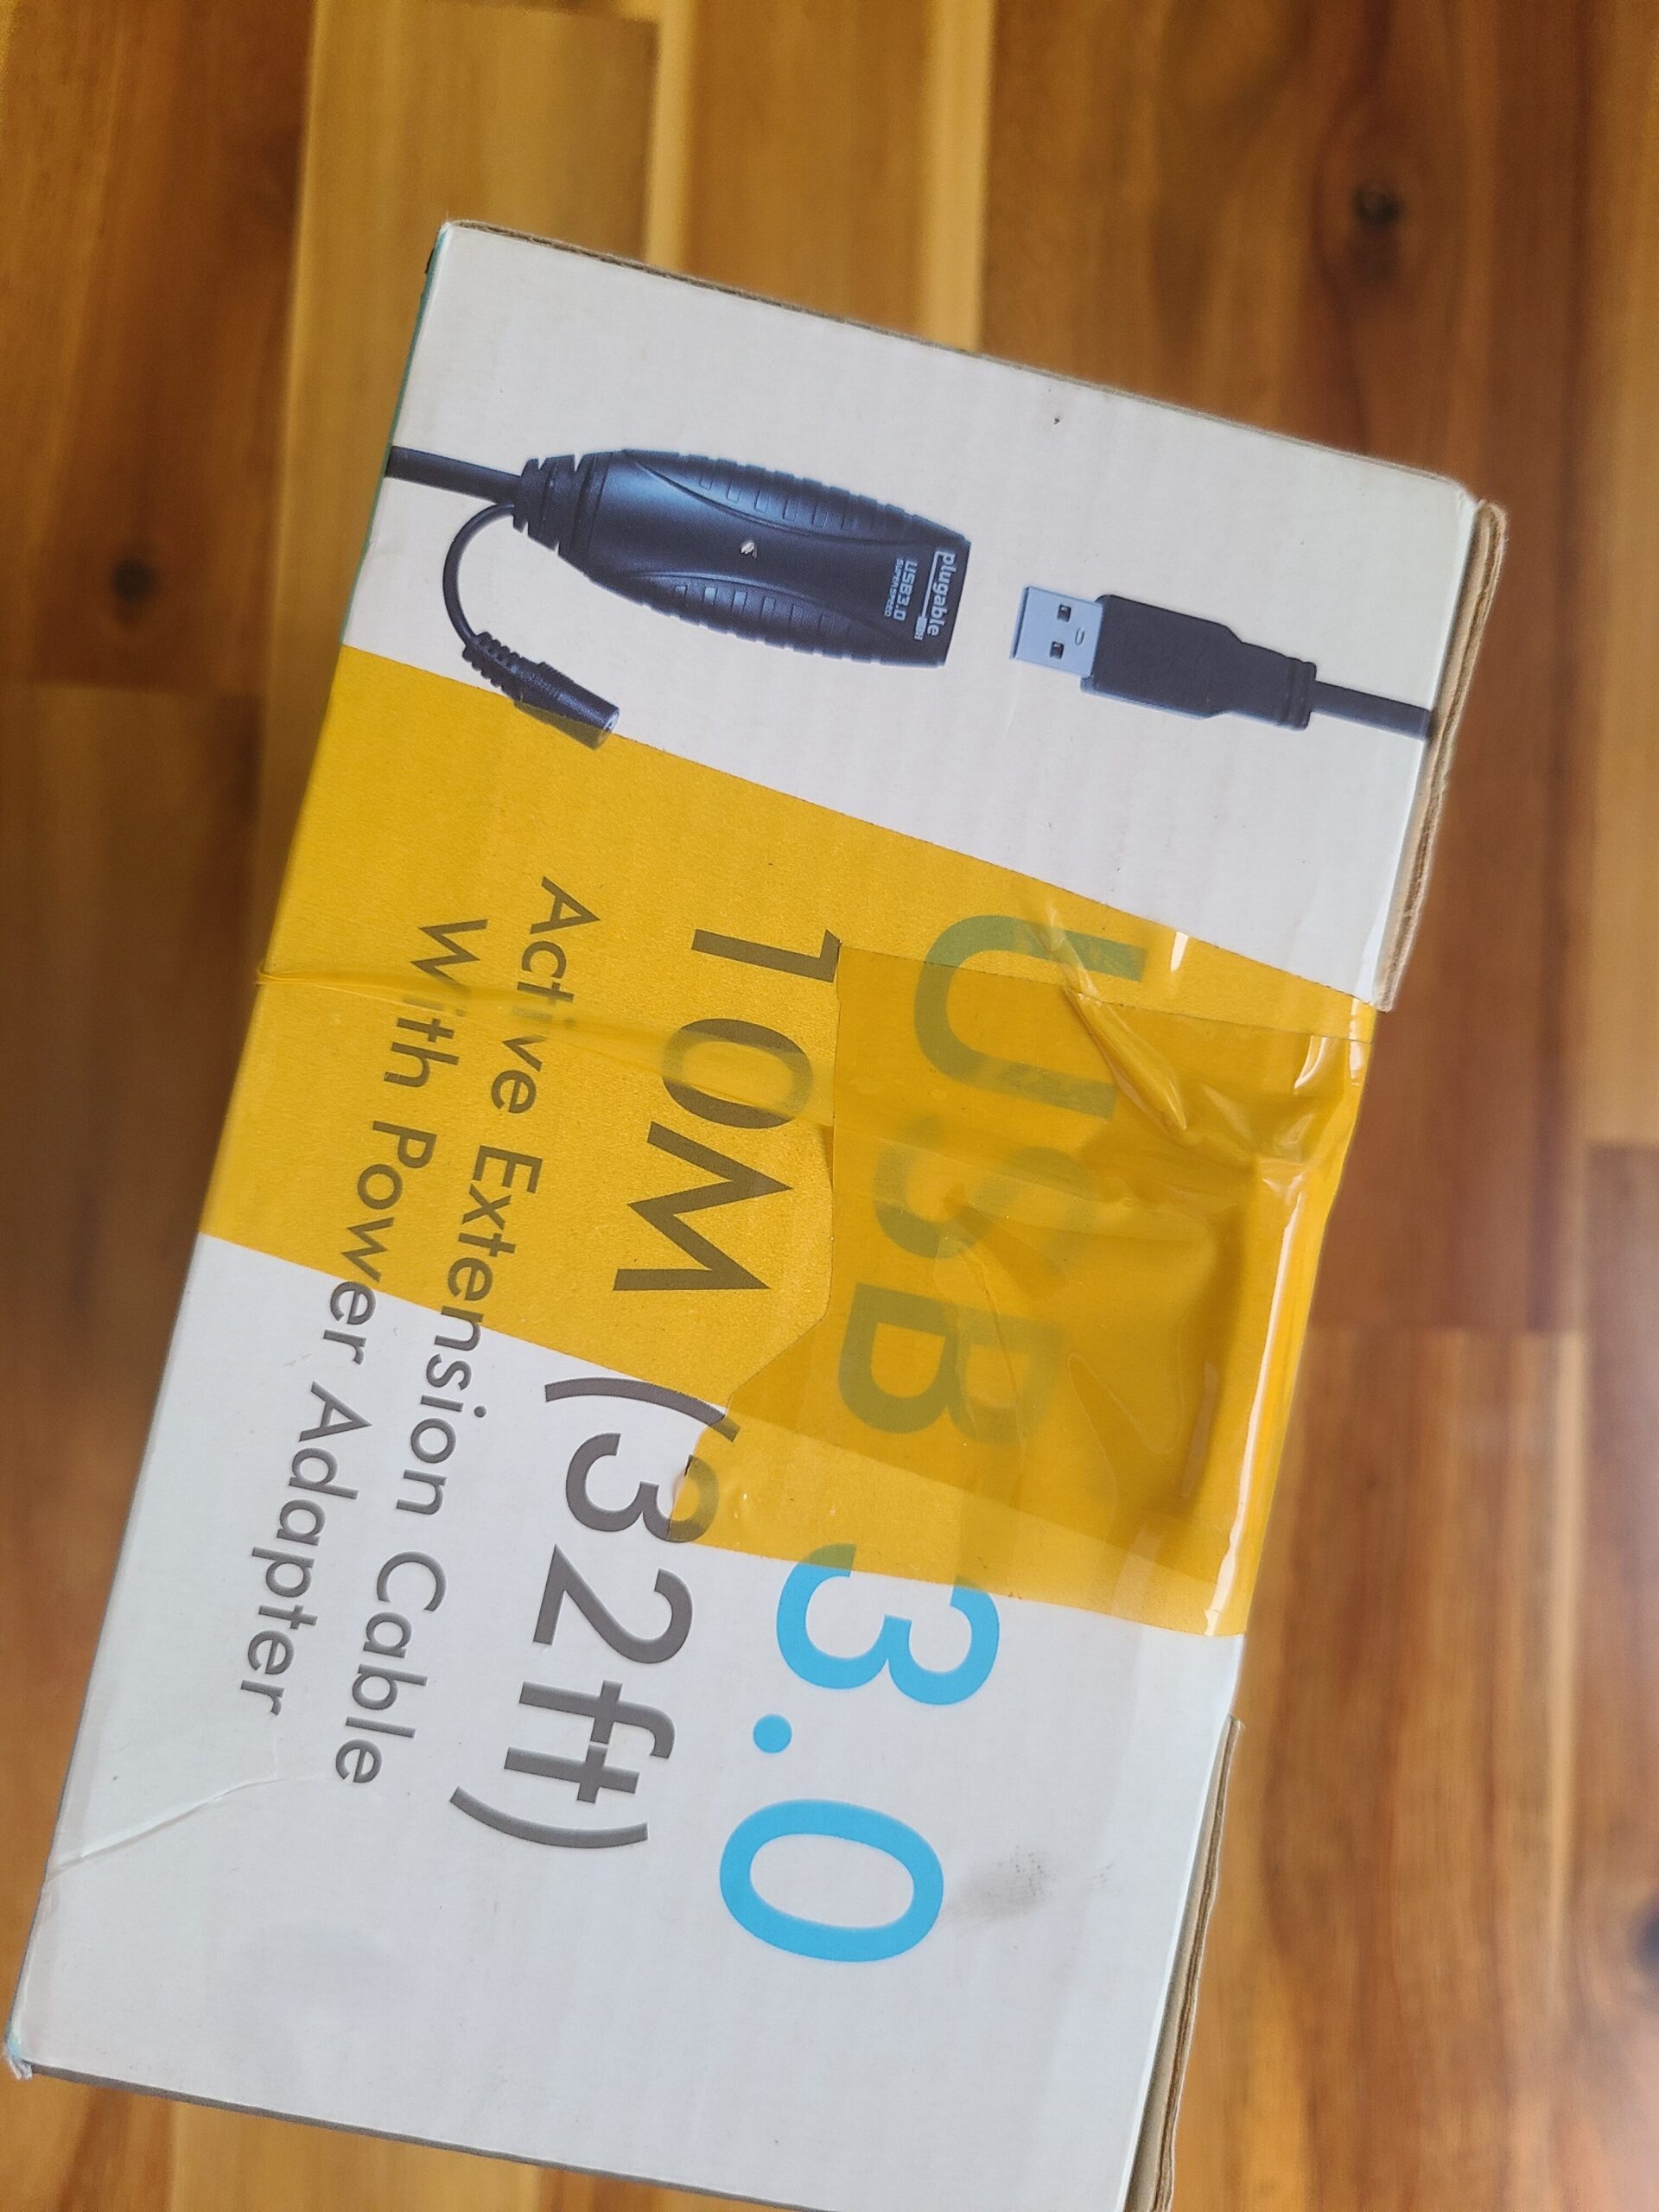 plugable
USB3.0
SUPERSPEED
USB 3.0
10M (32ft)
Active Extension Cable
With Power Adapter